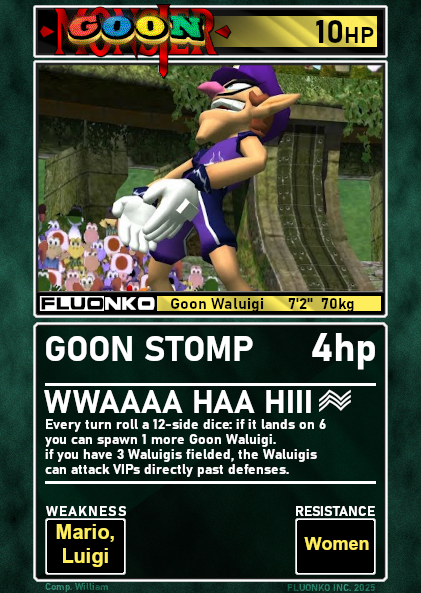 GOON
MONSTER
10HP
FLUONKO
Goon Waluigi 7'2" 70kg
GOON STOMP 4hp
WWAAAA HAA HIII
Every turn roll a 12-side dice: if it lands on 6
you can spawn 1 more Goon Waluigi.
if you have 3 Waluigis fielded, the Waluigis
can attack VIPs directly past defenses.
WEAKNESS
Mario,
Luigi
RESISTANCE
Women
Comp. William
FLUONKO INC. 2025